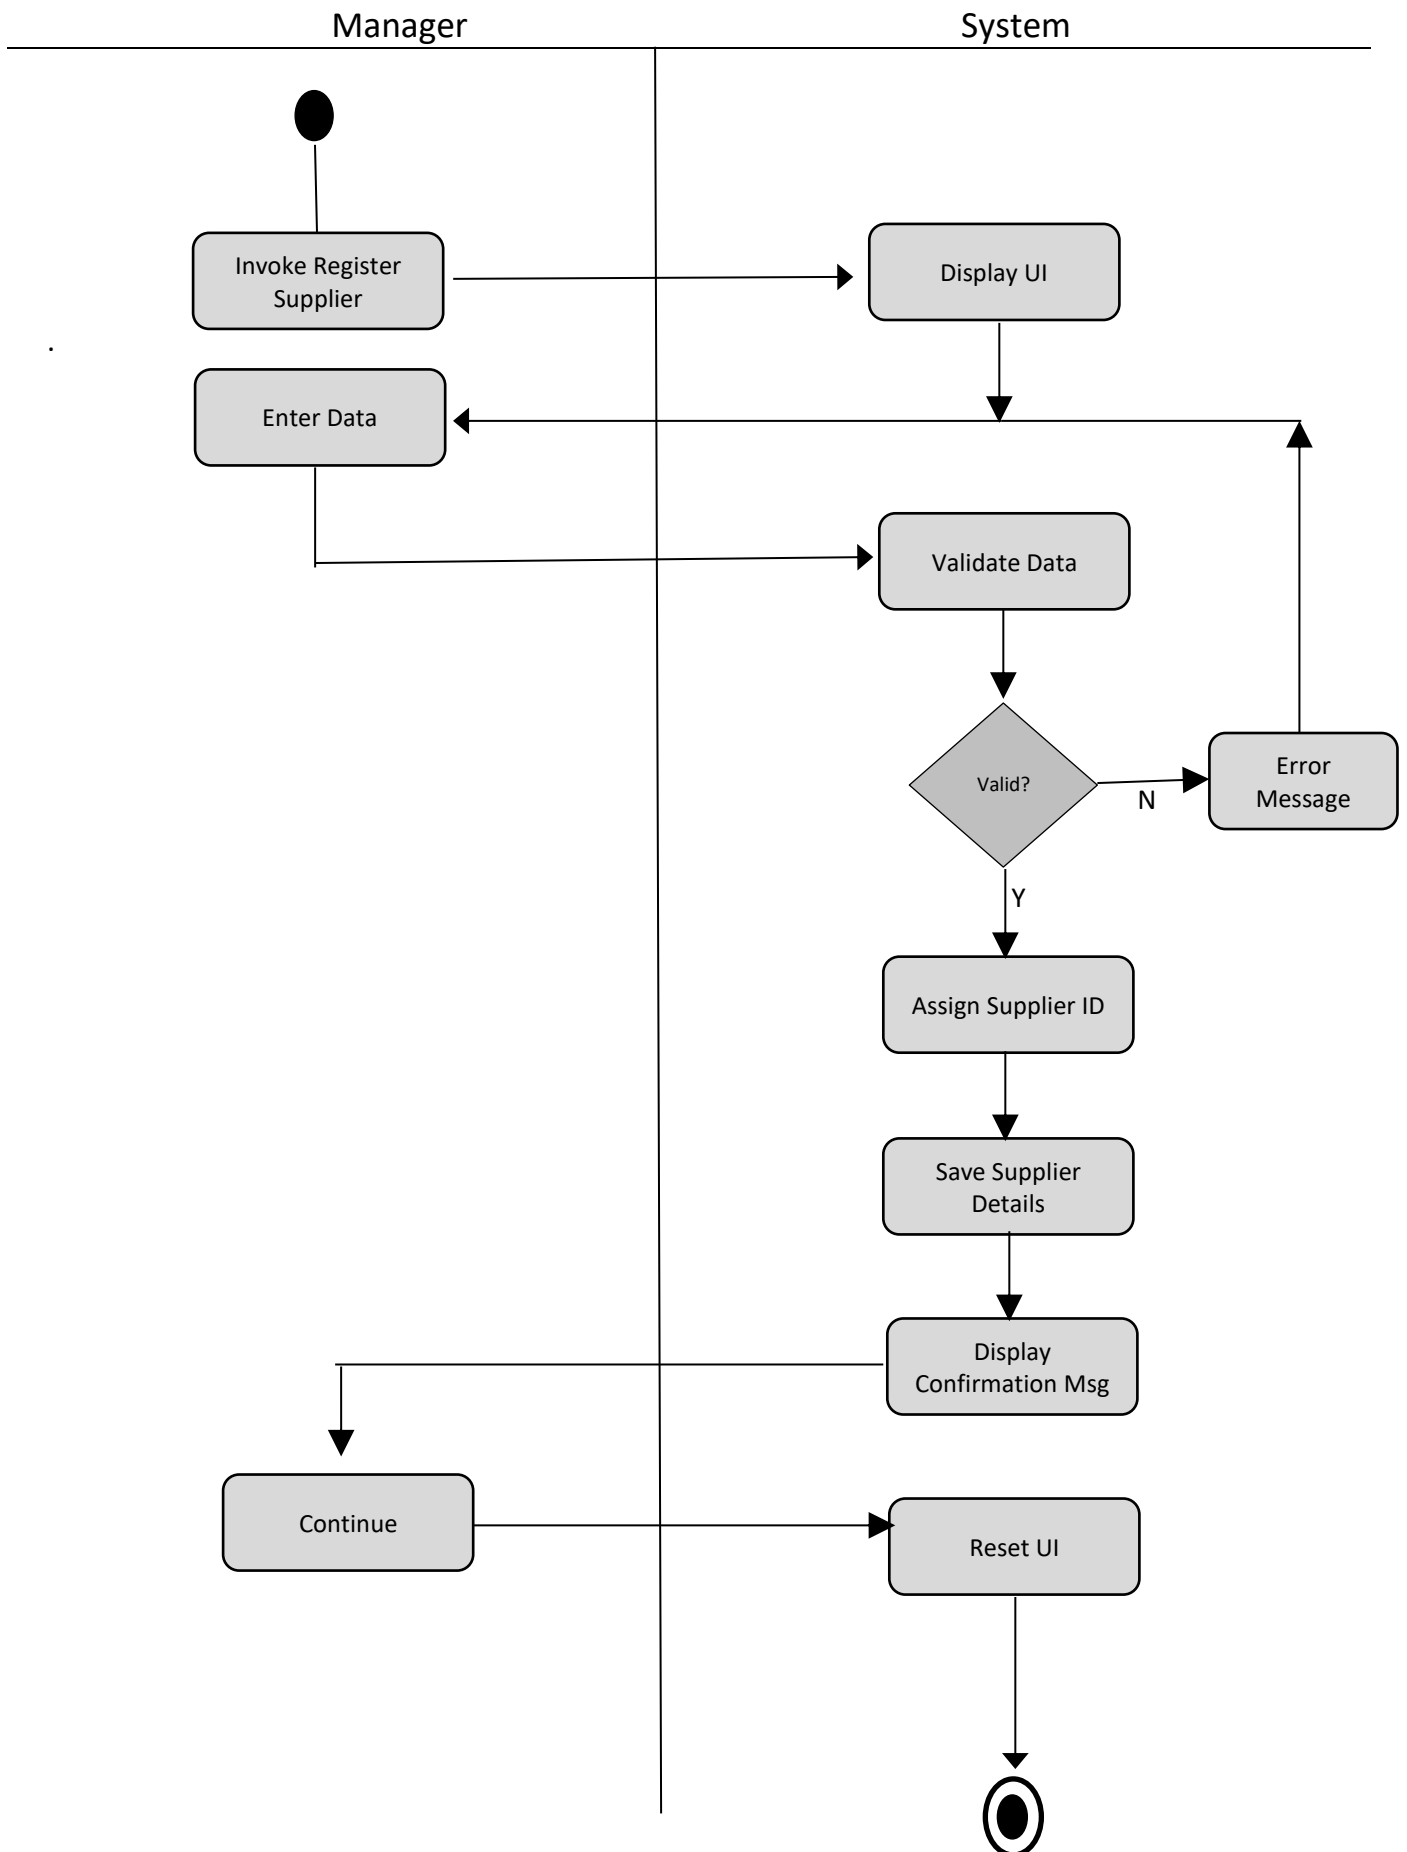 Manager
System
Invoke Register
Supplier
Display UI
.
Enter Data
Validate Data
Valid?
N
Error
Message
Y
Assign Supplier ID
Save Supplier
Details
Display
Confirmation Msg
Continue
Reset UI